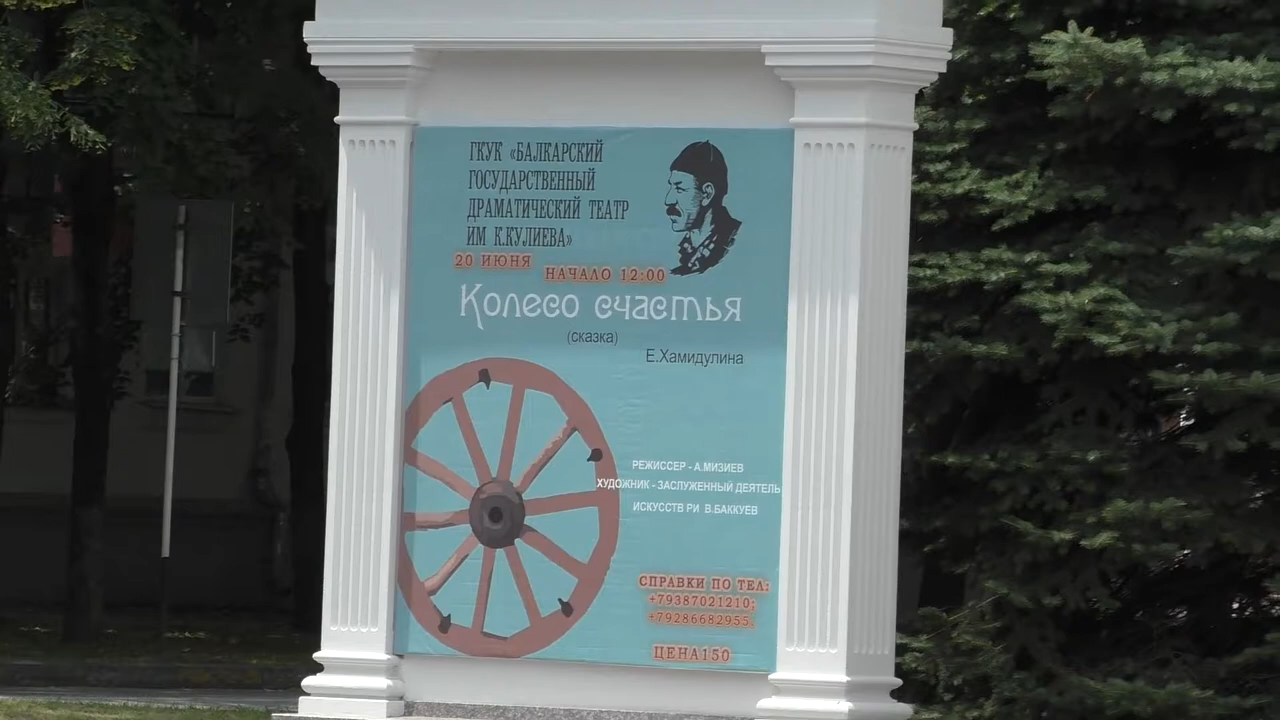 ГКУК «БАЛКАРСКИЙ
ГОСУДАРСТВЕННЫЙ
ДРАМАТИЧЕСКИЙ ТЕАТР
ИМ К.КУЛИЕВА»
20 ИЮНЯ
НАЧАЛО 12:00
Колесо счастья
(сказка)
Е.Хамидулина
РЕЖИССЕР - А.МИЗИЕВ
ХУДОЖНИК - ЗАСЛУЖЕННЫЙ ДЕЯТЕЛЬ
ИСКУССТВ РИ В.БАККУЕВ
СПРАВКИ ПО ТЕЛ:
+79387021210;
+79286682955.
ЦЕНА150